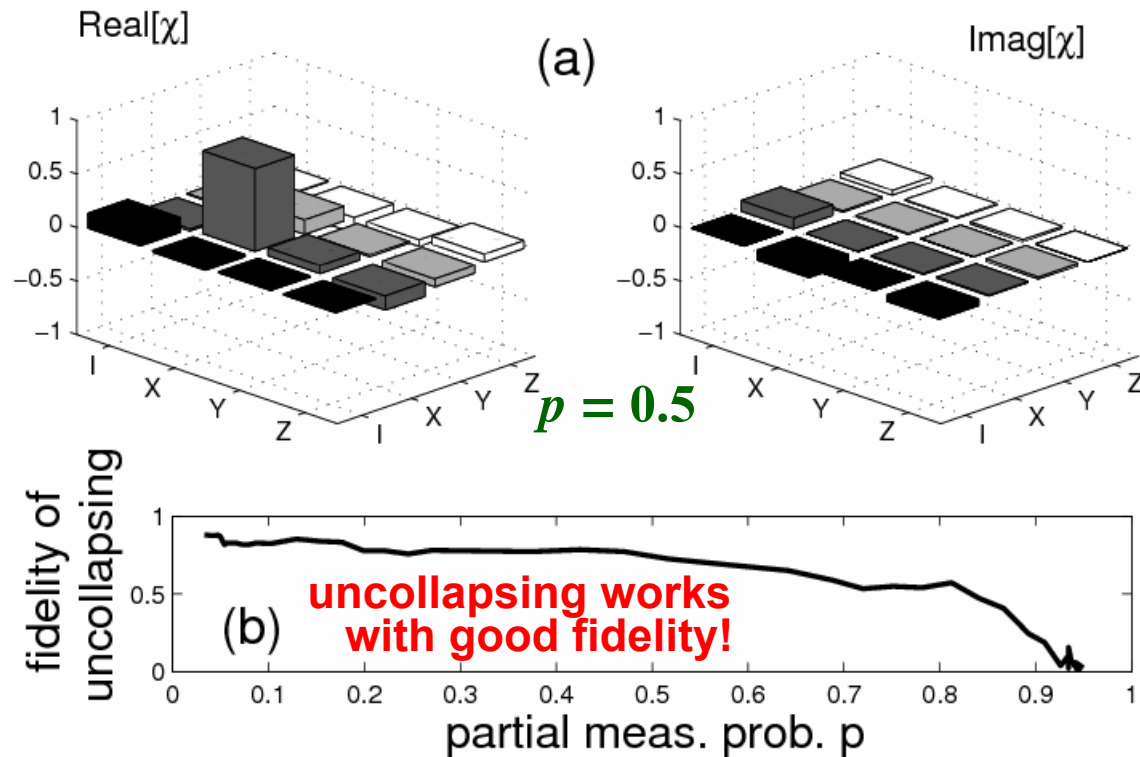 Real[χ]
(a)
Imag[χ]
1
0.5
0
−0.5
−1
I
X
Y
Z
I
X
Y
Z
1
0.5
0
−0.5
−1
I
X
Y
Z
I
X
Y
Z
p = 0.5
fidelity of
uncollapsing
1
0.5
0
uncollapsing works
with good fidelity!
(b)
0 0.1 0.2 0.3 0.4 0.5 0.6 0.7 0.8 0.9 1
partial meas. prob. p